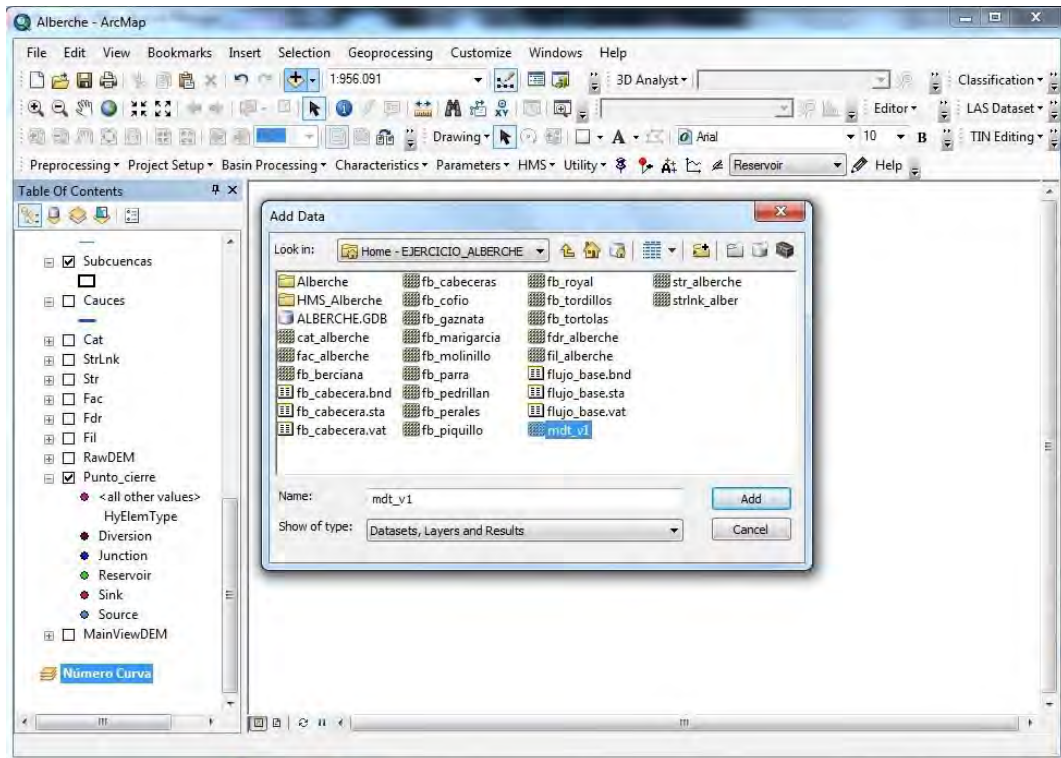 Alberche - ArcMap
File Edit View Bookmarks Insert Selection Geoprocessing Customize Windows Help
1:956.091 3D Analyst Classification
Editor LAS Dataset
Drawing A Arial 10 B TIN Editing
Preprocessing Project Setup Basin Processing Characteristics Parameters HMS Utility Reservoir Help
Table Of Contents
Subcuencas
Cauces
Cat
StrLnk
Str
Fac
Fdr
Fil
RawDEM
Punto_cierre
<all other values>
HyElemType
Diversion
Junction
Reservoir
Sink
Source
MainViewDEM
Número Curva
Add Data
Look in: Home - EJERCICIO_ALBERCHE
Alberche
HMS_Alberche
ALBERCHE.GDB
cat_alberche
fac_alberche
fb_berciana
fb_cabecera.bnd
fb_cabecera.sta
fb_cabecera.vat
fb_cabeceras
fb_cofio
fb_gaznata
fb_marigarcia
fb_molinillo
fb_parra
fb_pedrillan
fb_perales
fb_piquillo
fb_royal
fb_tordillos
fb_tortolas
fdr_alberche
fil_alberche
flujo_base.bnd
flujo_base.sta
flujo_base.vat
mdt_v1
str_alberche
strlnk_alber
Name: mdt_v1
Add
Show of type: Datasets, Layers and Results
Cancel